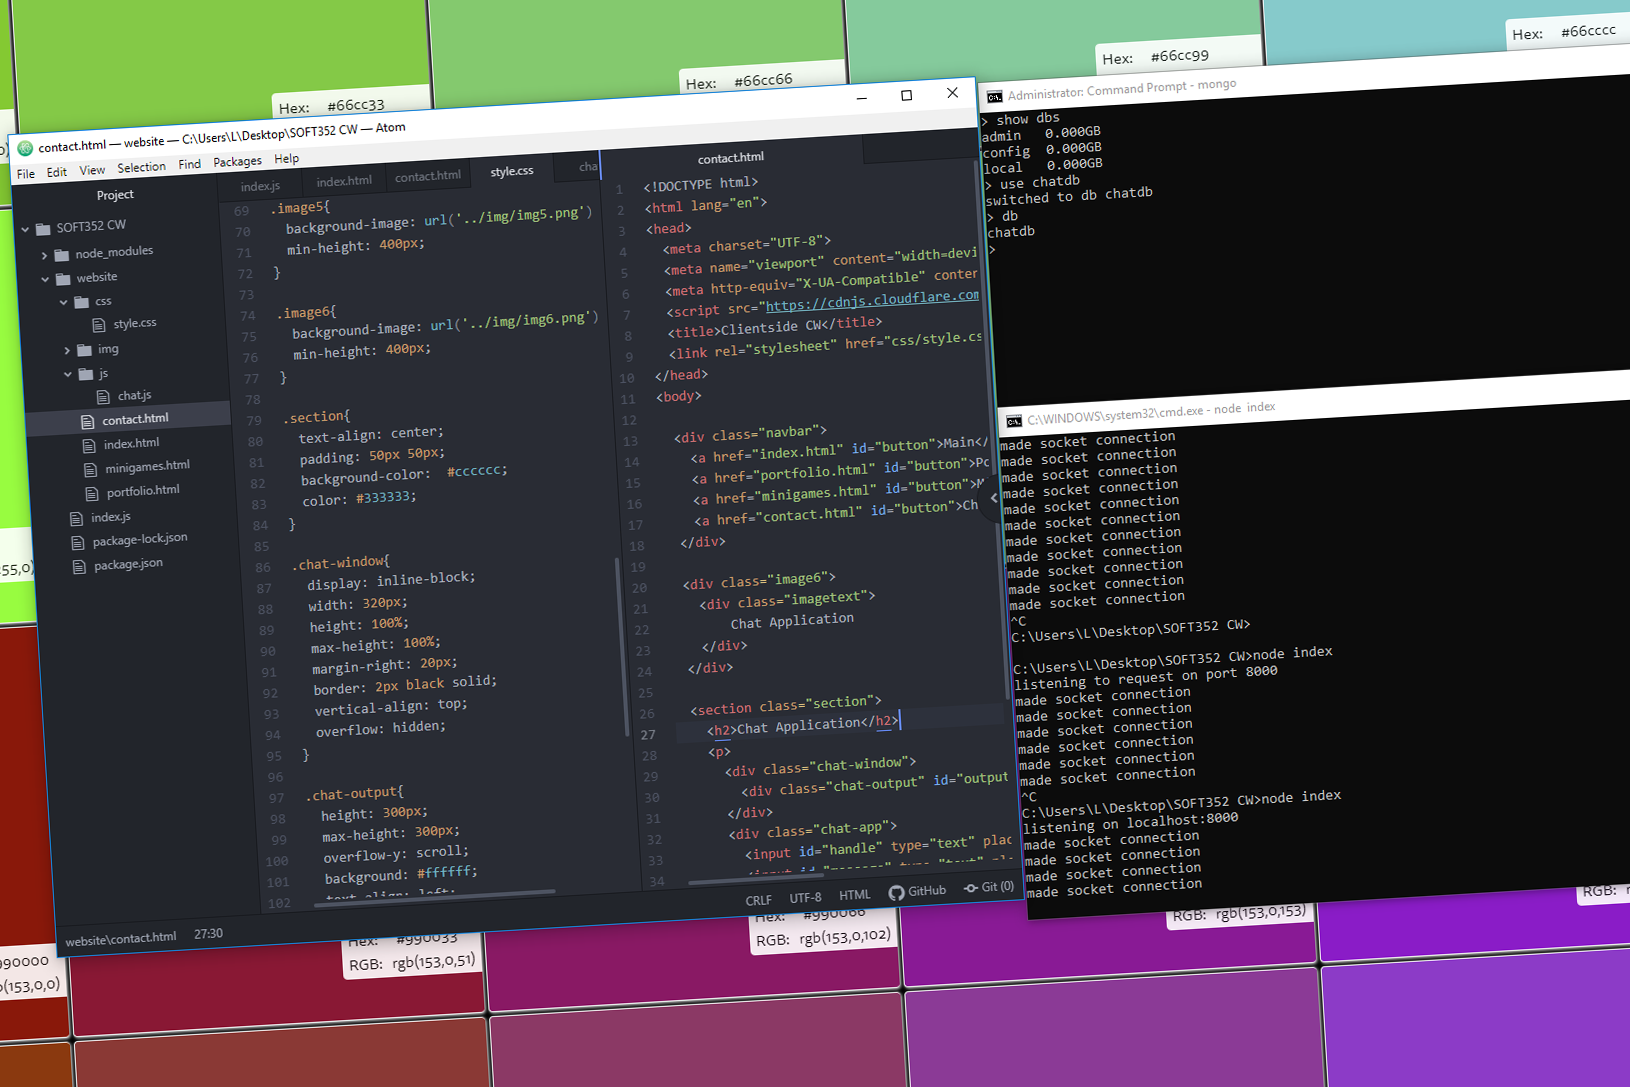 Hex: #66cc33
Hex: #66cc66
Hex: #66cc99
Hex: #66cccc
55,0)
contact.html — website — C:\Users\L\Desktop\SOFT352 CW — Atom
File Edit View Selection Find Packages Help
Project
SOFT352 CW
node_modules
website
css
style.css
img
js
chat.js
contact.html
index.html
minigames.html
portfolio.html
index.js
package-lock.json
package.json
index.js index.html contact.html style.css cha
69 .image5{
70 background-image: url('../img/img5.png')
71 min-height: 400px;
72 }
73
74 .image6{
75 background-image: url('../img/img6.png')
76 min-height: 400px;
77 }
78
79 .section{
80 text-align: center;
81 padding: 50px 50px;
82 background-color: #cccccc;
83 color: #333333;
84 }
85
86 .chat-window{
87 display: inline-block;
88 width: 320px;
89 height: 100%;
90 max-height: 100%;
91 margin-right: 20px;
92 border: 2px black solid;
93 vertical-align: top;
94 overflow: hidden;
95 }
96
97 .chat-output{
98 height: 300px;
99 max-height: 300px;
100 overflow-y: scroll;
101 background: #ffffff;
102 text-align: left;
contact.html
1 <!DOCTYPE html>
2 <html lang="en">
3 <head>
4 <meta charset="UTF-8">
5 <meta name="viewport" content="width=devi
6 <meta http-equiv="X-UA-Compatible" conten
7 <script src="https://cdnjs.cloudflare.com
8 <title>Clientside CW</title>
9 <link rel="stylesheet" href="css/style.cs
10 </head>
11 <body>
12
13 <div class="navbar">
14 <a href="index.html" id="button">Main</
15 <a href="portfolio.html" id="button">Po
16 <a href="minigames.html" id="button">M
17 <a href="contact.html" id="button">Ch
18 </div>
19
20 <div class="image6">
21 <div class="imagetext">
22 Chat Application
23 </div>
24 </div>
25
26 <section class="section">
27 <h2>Chat Application</h2>
28 <p>
29 <div class="chat-window">
30 <div class="chat-output" id="output
31 </div>
32 <div class="chat-app">
33 <input id="handle" type="text" plac
34
website\contact.html 27:30
CRLF UTF-8 HTML GitHub Git (0)
Administrator: Command Prompt - mongo
> show dbs
admin 0.000GB
config 0.000GB
local 0.000GB
> use chatdb
switched to db chatdb
> db
chatdb
>
C:\WINDOWS\system32\cmd.exe - node index
made socket connection
made socket connection
made socket connection
made socket connection
made socket connection
made socket connection
made socket connection
made socket connection
made socket connection
made socket connection
made socket connection
^C
C:\Users\L\Desktop\SOFT352 CW>
C:\Users\L\Desktop\SOFT352 CW>node index
listening to request on port 8000
made socket connection
made socket connection
made socket connection
made socket connection
made socket connection
made socket connection
^C
C:\Users\L\Desktop\SOFT352 CW>node index
listening on localhost:8000
made socket connection
made socket connection
made socket connection
made socket connection
990000
b(153,0,0)
Hex: #990033
RGB: rgb(153,0,51)
Hex: #990066
RGB: rgb(153,0,102)
RGB: rgb(153,0,153)
RGB: